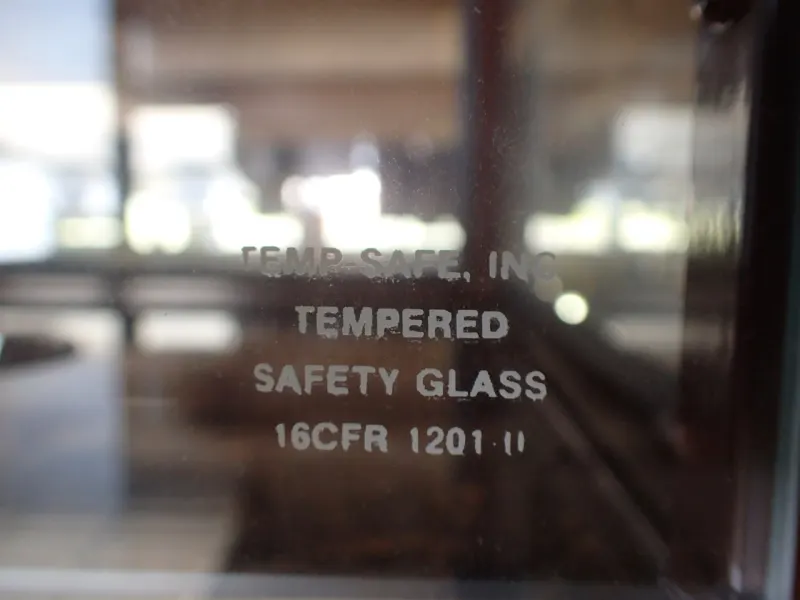 TEMP-SAFE, INC
TEMPERED
SAFETY GLASS
16CFR 1201·II